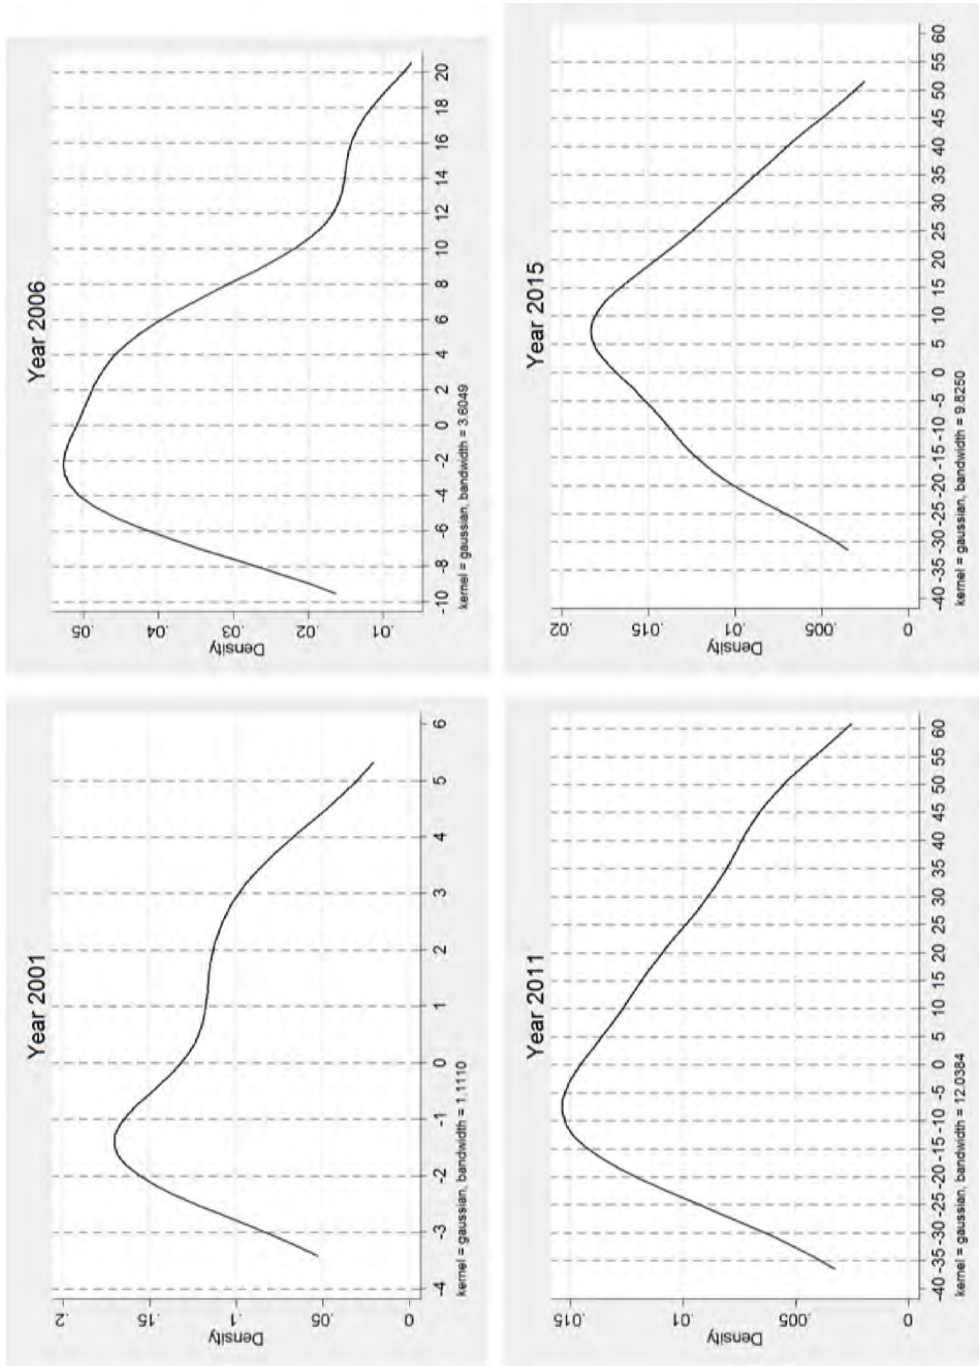 Year 2001
Density
.2
.15
.1
.05
0
-4 -3 -2 -1 0 1 2 3 4 5 6
kernel = gaussian, bandwidth = 1.1110
Year 2006
Density
.05
.04
.03
.02
.01
-10 -8 -6 -4 -2 0 2 4 6 8 10 12 14 16 18 20
kernel = gaussian, bandwidth = 3.6049
Year 2011
Density
.015
.01
.005
0
-40 -35 -30 -25 -20 -15 -10 -5 0 5 10 15 20 25 30 35 40 45 50 55 60
kernel = gaussian, bandwidth = 12.0384
Year 2015
Density
.02
.015
.01
.005
0
-40 -35 -30 -25 -20 -15 -10 -5 0 5 10 15 20 25 30 35 40 45 50 55 60
kernel = gaussian, bandwidth = 9.8250